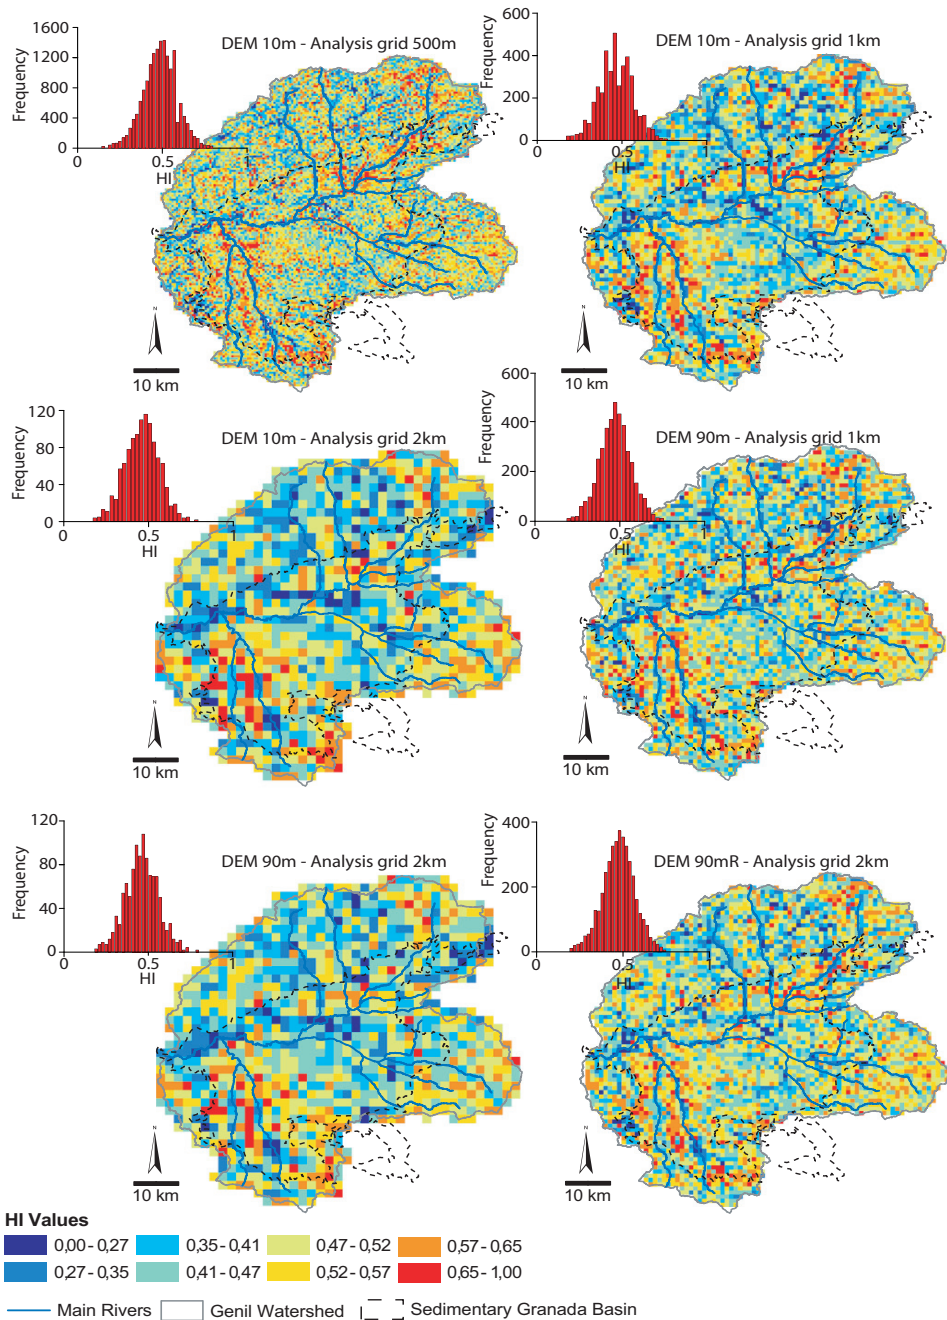 DEM 10m - Analysis grid 500m
Frequency
1600
1200
800
400
0
0
0.5
1
HI
N
10 km
DEM 10m - Analysis grid 1km
Frequency
600
400
200
0
0
0.5
1
HI
N
10 km
DEM 10m - Analysis grid 2km
Frequency
120
80
40
0
0
0.5
1
HI
N
10 km
DEM 90m - Analysis grid 1km
Frequency
600
400
200
0
0
0.5
1
HI
N
10 km
DEM 90m - Analysis grid 2km
Frequency
120
80
40
0
0
0.5
1
HI
N
10 km
DEM 90mR - Analysis grid 2km
Frequency
400
200
0
0
0.5
1
HI
N
10 km
HI Values
0,00 - 0,27
0,35 - 0,41
0,47 - 0,52
0,57 - 0,65
0,27 - 0,35
0,41 - 0,47
0,52 - 0,57
0,65 - 1,00
Main Rivers
Genil Watershed
Sedimentary Granada Basin